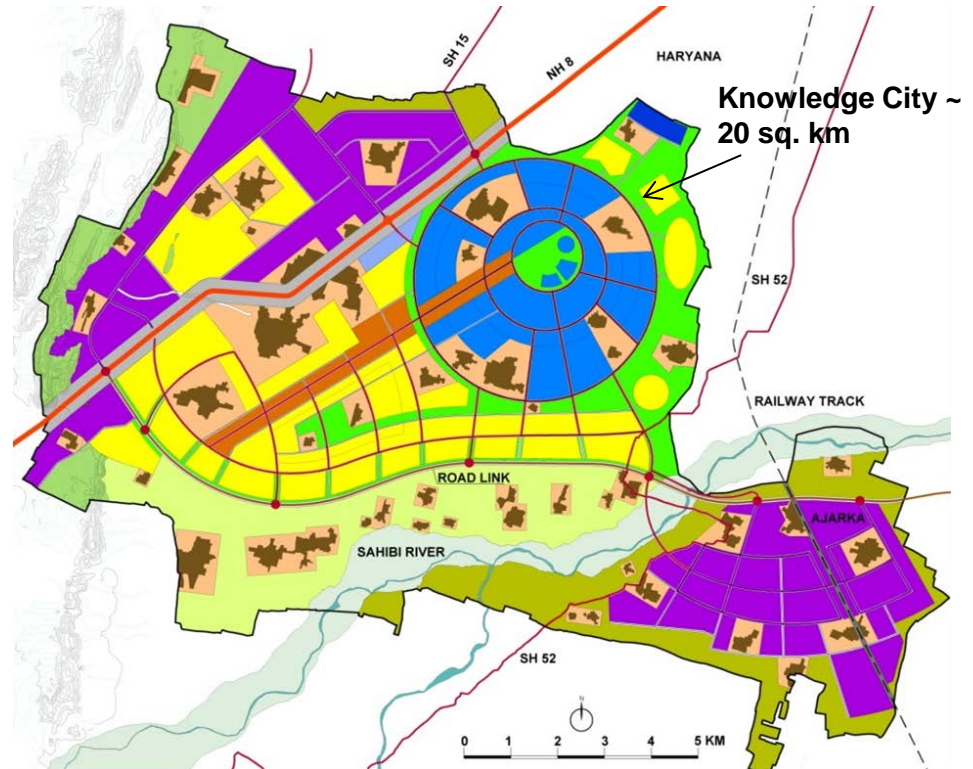 HARYANA
SH 15
NH 8
Knowledge City ~
20 sq. km
SH 52
RAILWAY TRACK
ROAD LINK
AJARKA
SAHIBI RIVER
SH 52
N
0 1 2 3 4 5 KM